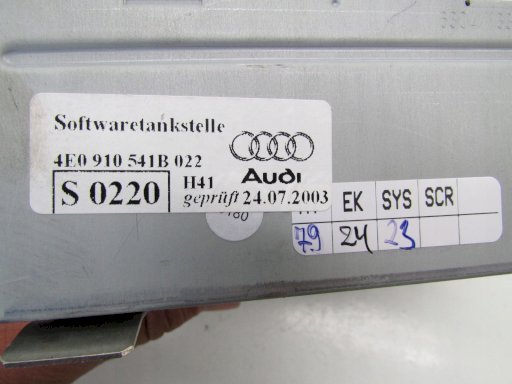 Softwaretankstelle
4E0 910 541B 022
S 0220
H41
Audi
geprüft 24.07.2003
EK SYS SCR
79 24 23